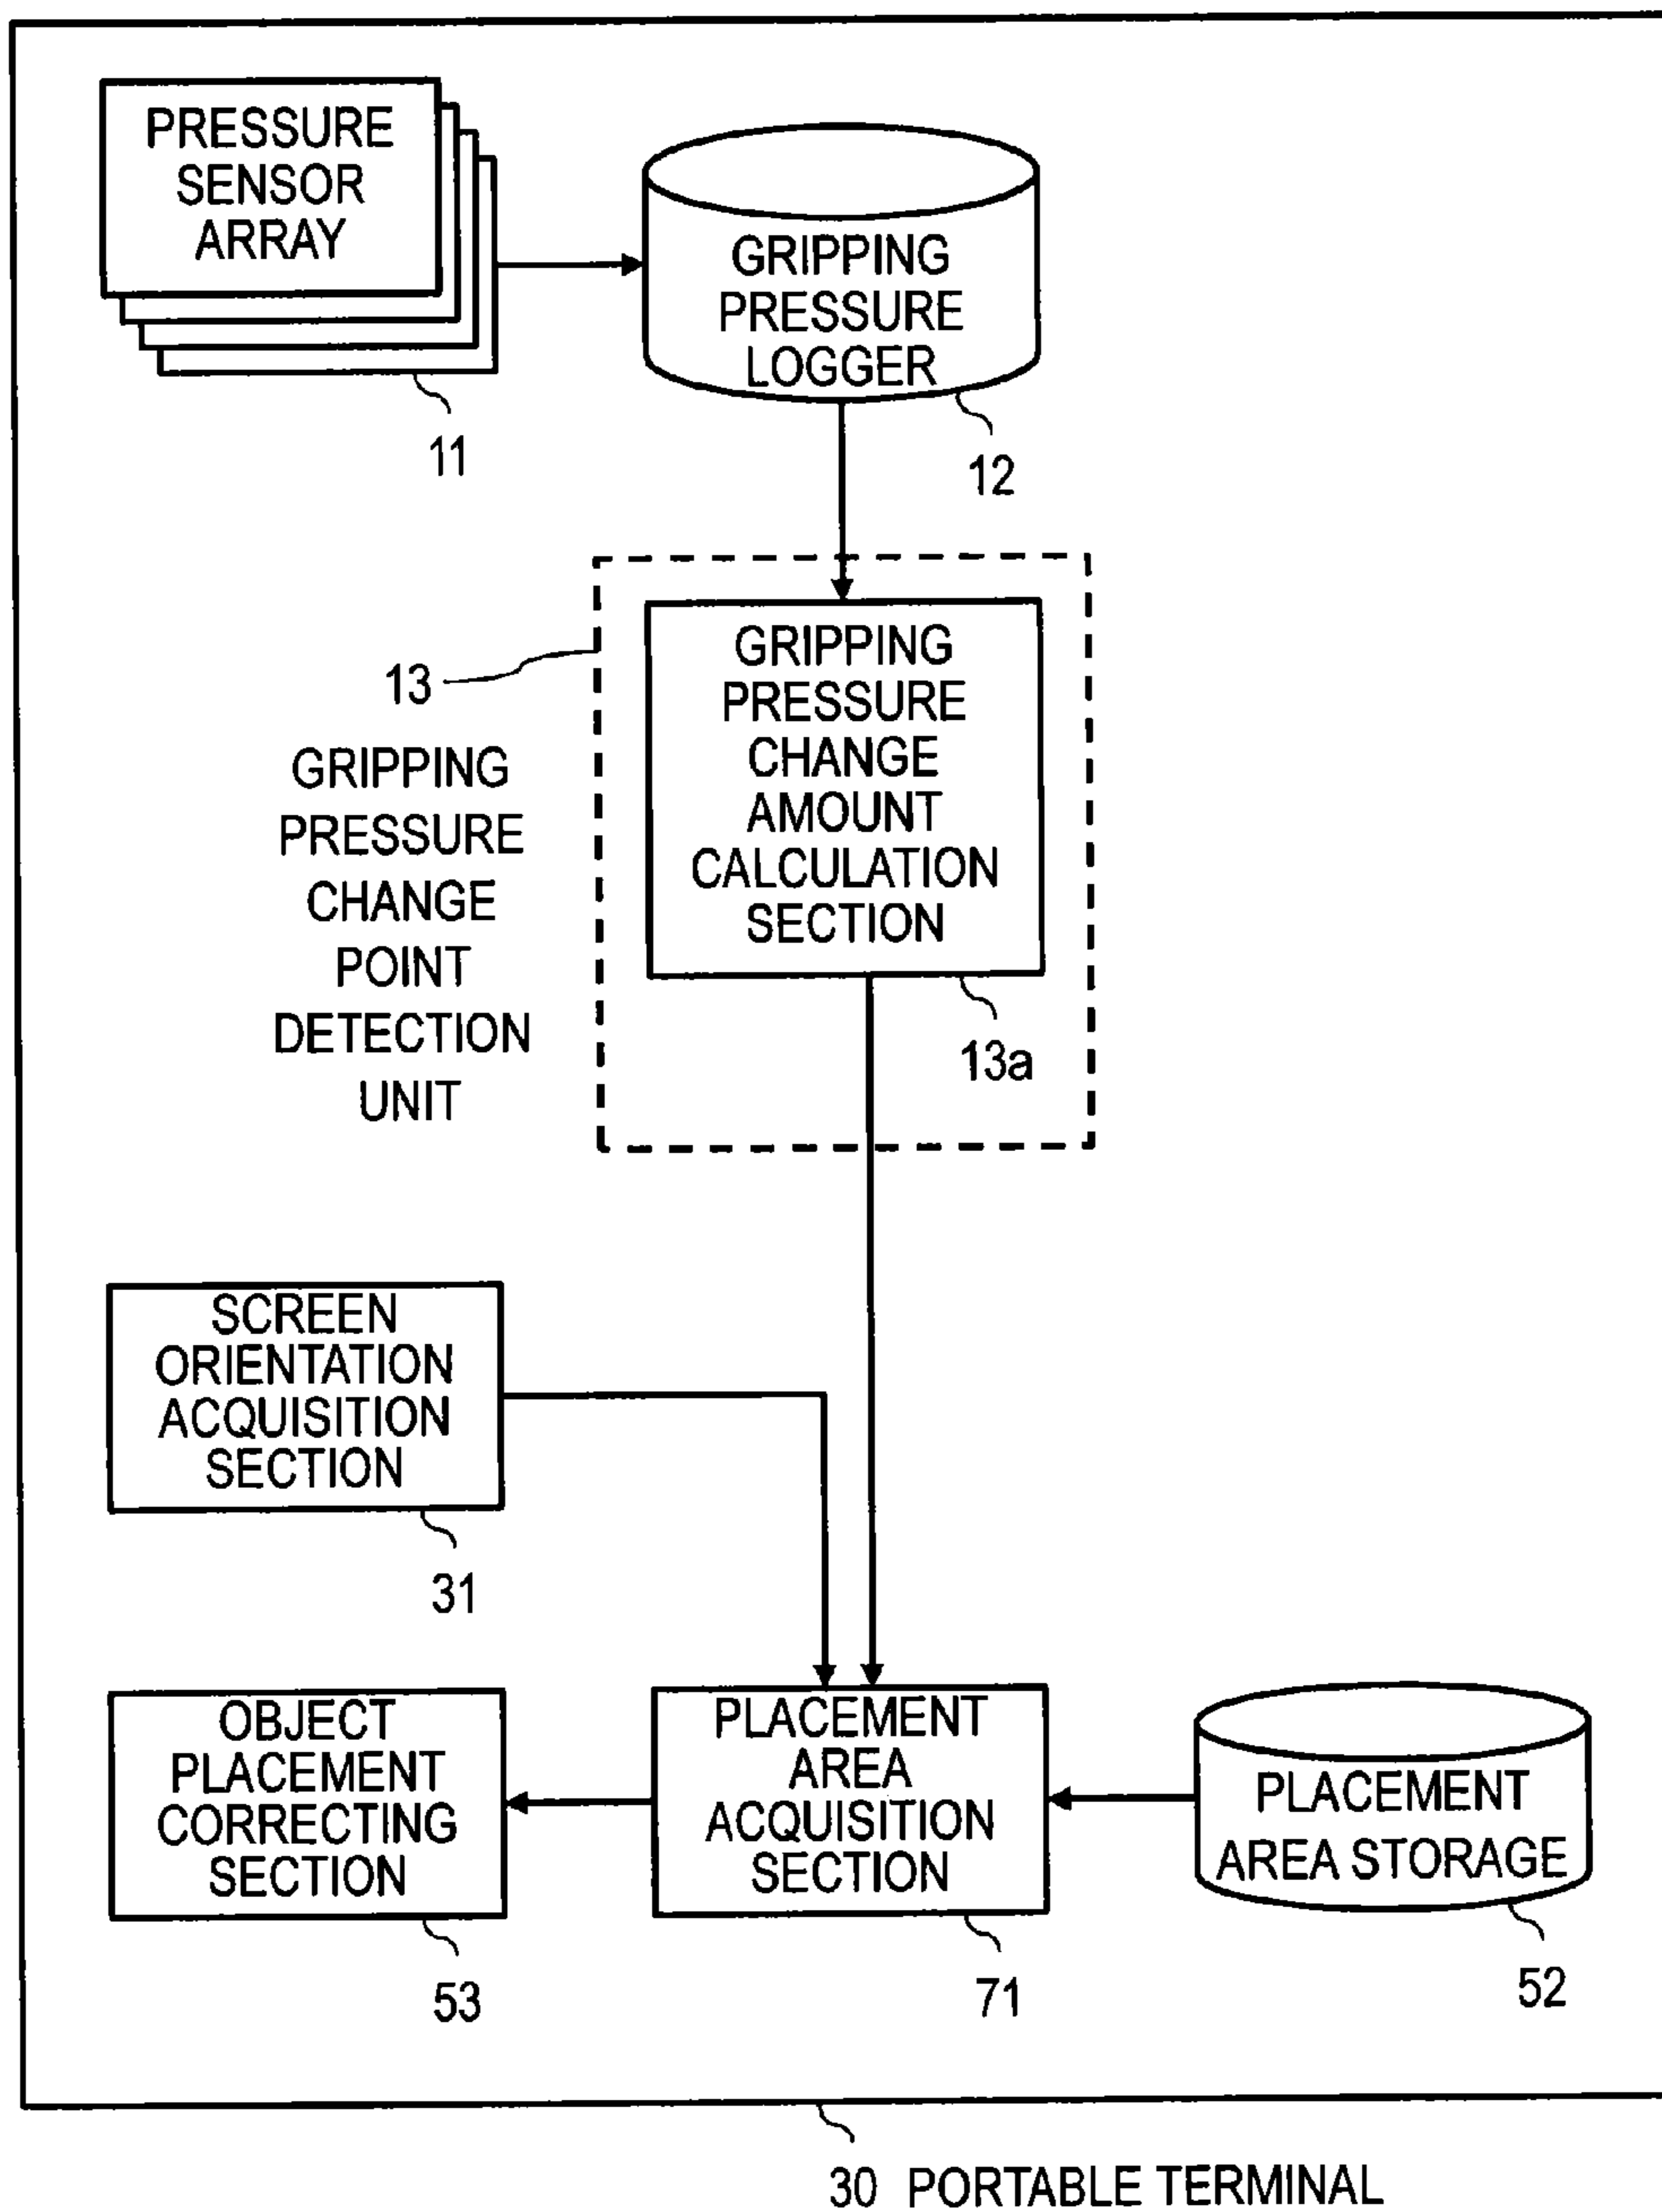 PRESSURE
SENSOR
ARRAY
11
GRIPPING
PRESSURE
LOGGER
12
13
GRIPPING
PRESSURE
CHANGE
POINT
DETECTION
UNIT
GRIPPING
PRESSURE
CHANGE
AMOUNT
CALCULATION
SECTION
13a
SCREEN
ORIENTATION
ACQUISITION
SECTION
31
OBJECT
PLACEMENT
CORRECTING
SECTION
53
PLACEMENT
AREA
ACQUISITION
SECTION
71
PLACEMENT
AREA STORAGE
52
30 PORTABLE TERMINAL